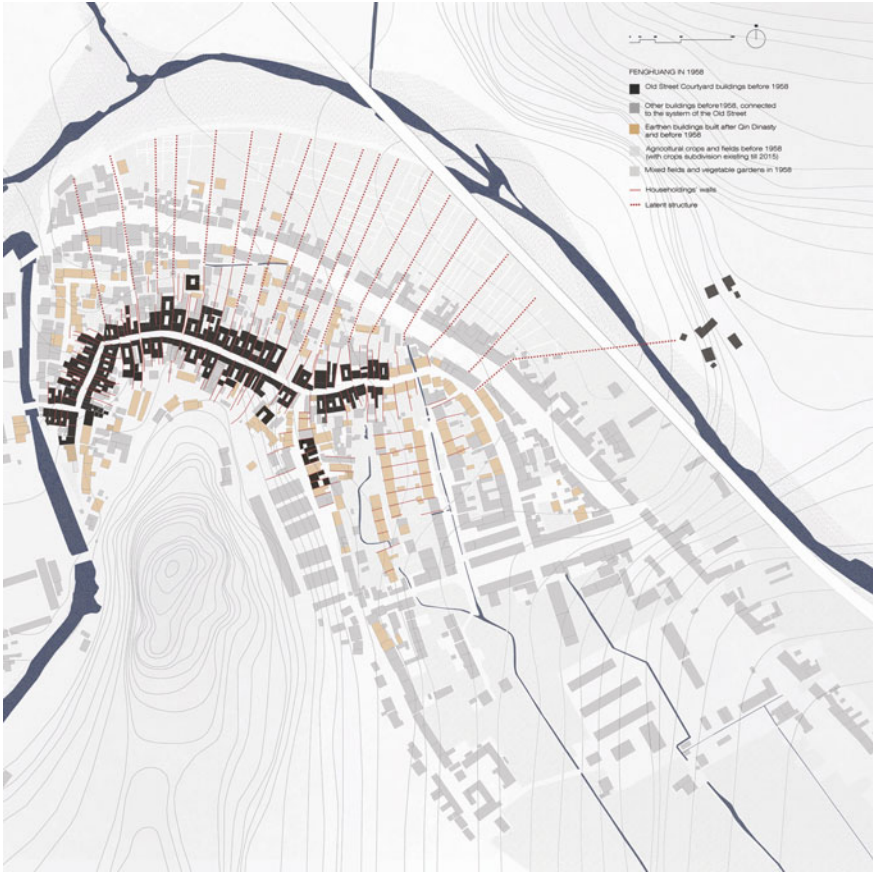 FENGHUANG IN 1958
Old Street Courtyard buildings before 1958
Other buildings before1958, connected
to the system of the Old Street
Earthen buildings built after Qin Dinasty
and before 1958
Agricoltural crops and fields before 1958
(with crops subdivision existing till 2015)
Mixed fields and vegetable gardens in 1958
Householdings' walls
Latent structure